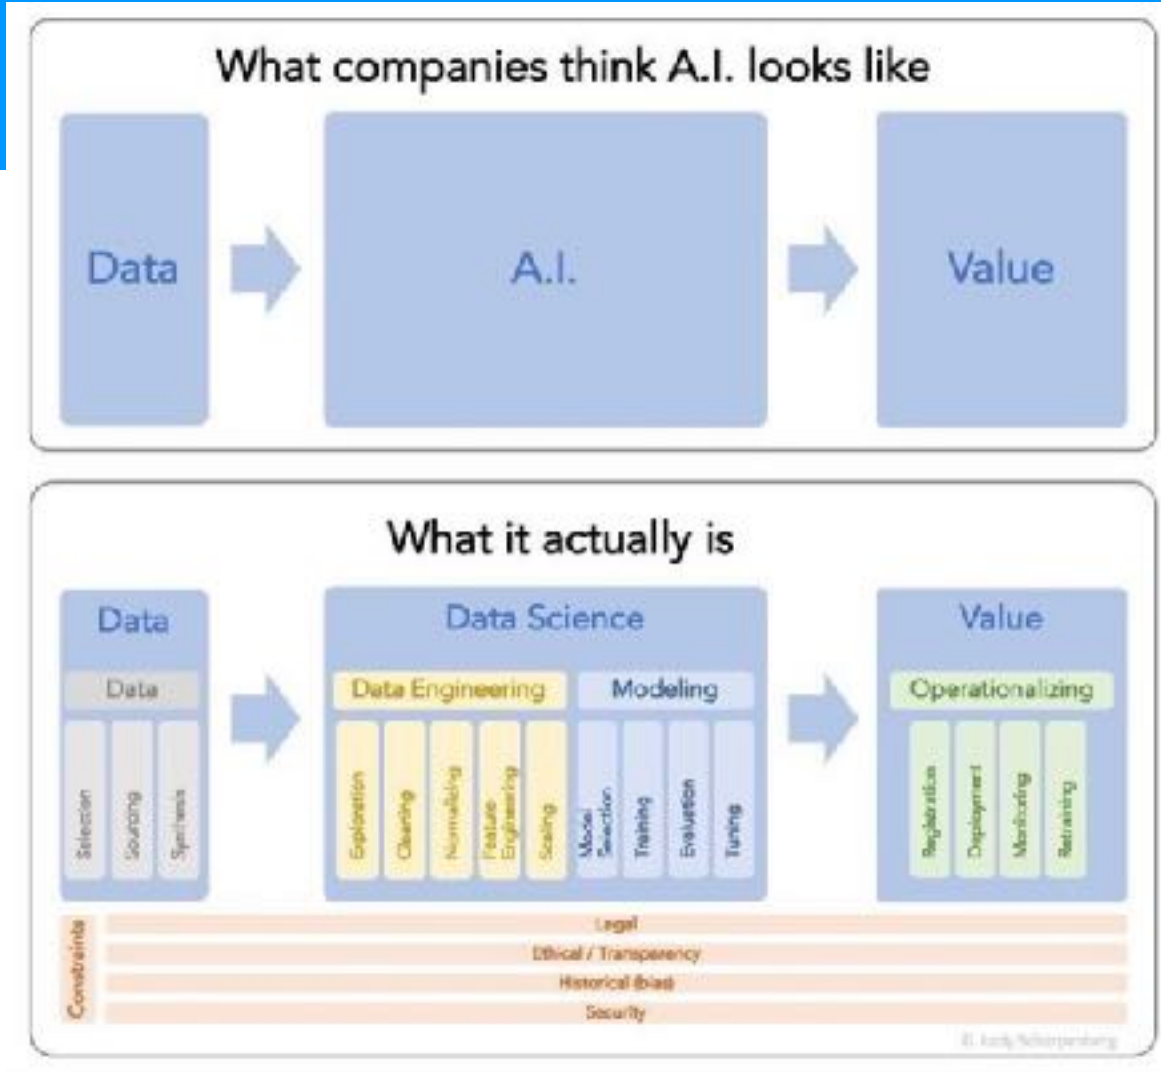 What companies think A.I. looks like
Data
A.I.
Value
What it actually is
Data
Data Science
Value
Data
Data Engineering
Modeling
Operationalizing
Selection
Sourcing
Synthesis
Exploration
Cleaning
Normalizing
Feature
Engineering
Scaling
Model
Selection
Training
Evaluation
Tuning
Registration
Deployment
Monitoring
Retraining
Constraints
Legal
Ethical / Transparency
Historical (bias)
Security
©